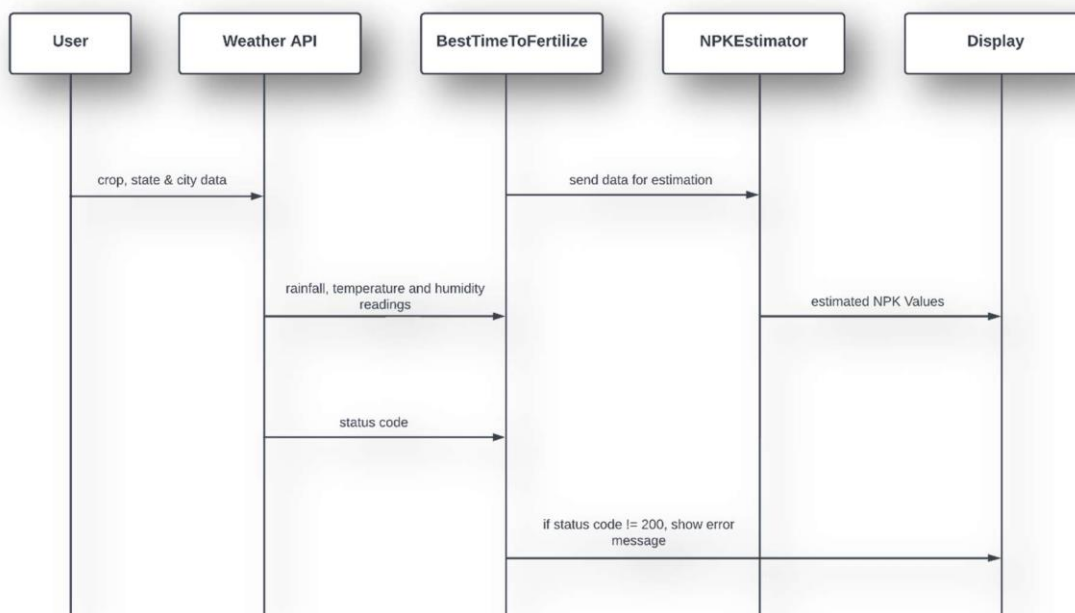 User
Weather API
BestTimeToFertilize
NPKEstimator
Display
crop, state & city data
send data for estimation
rainfall, temperature and humidity
readings
estimated NPK Values
status code
if status code != 200, show error
message